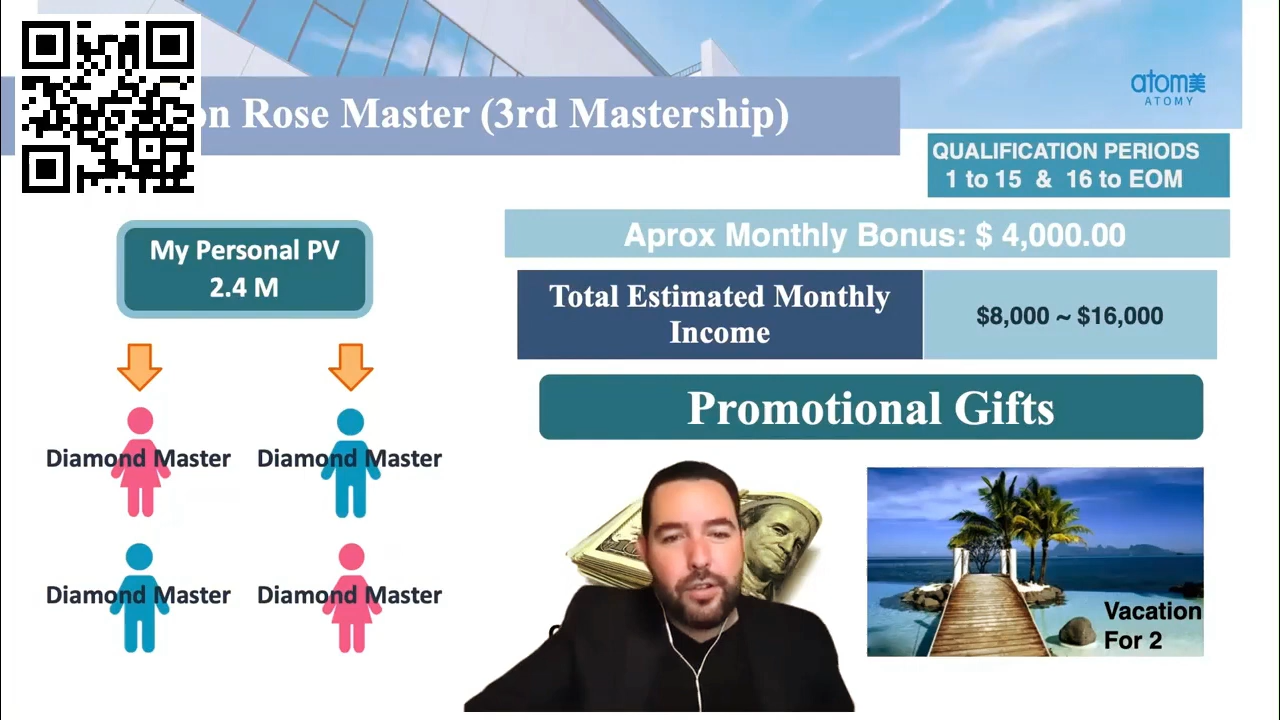 on Rose Master (3rd Mastership)
atom美
ATOMY
QUALIFICATION PERIODS
1 to 15 & 16 to EOM
My Personal PV
2.4 M
Aprox Monthly Bonus: $ 4,000.00
Total Estimated Monthly
Income
$8,000 ~ $16,000
Promotional Gifts
Diamond Master
Diamond Master
Diamond Master
Diamond Master
Vacation
For 2